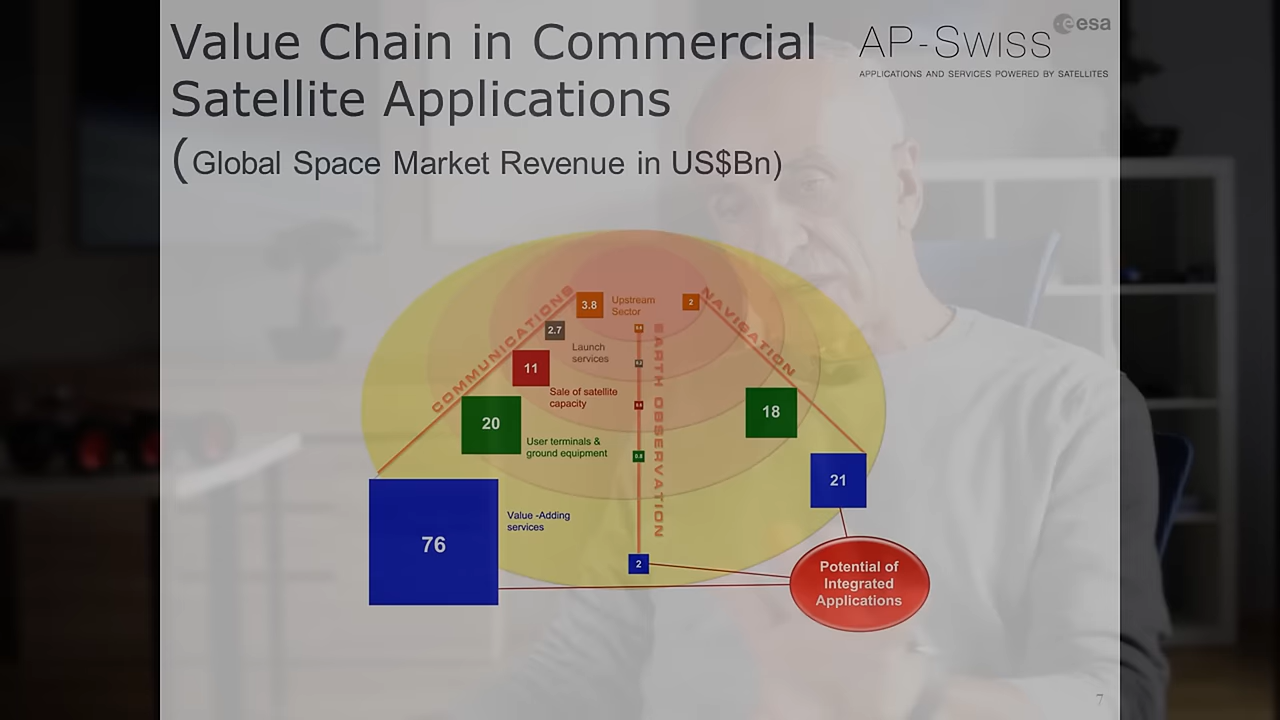 Value Chain in Commercial
Satellite Applications
(Global Space Market Revenue in US$Bn)
esa
AP-Swiss
APPLICATIONS AND SERVICES POWERED BY SATELLITES
COMMUNICATIONS
NAVIGATION
EARTH OBSERVATION
3.8
Upstream
Sector
2
2.7
Launch
services
11
Sale of satellite
capacity
20
User terminals &
ground equipment
18
21
76
Value -Adding
services
2
Potential of
Integrated
Applications
7